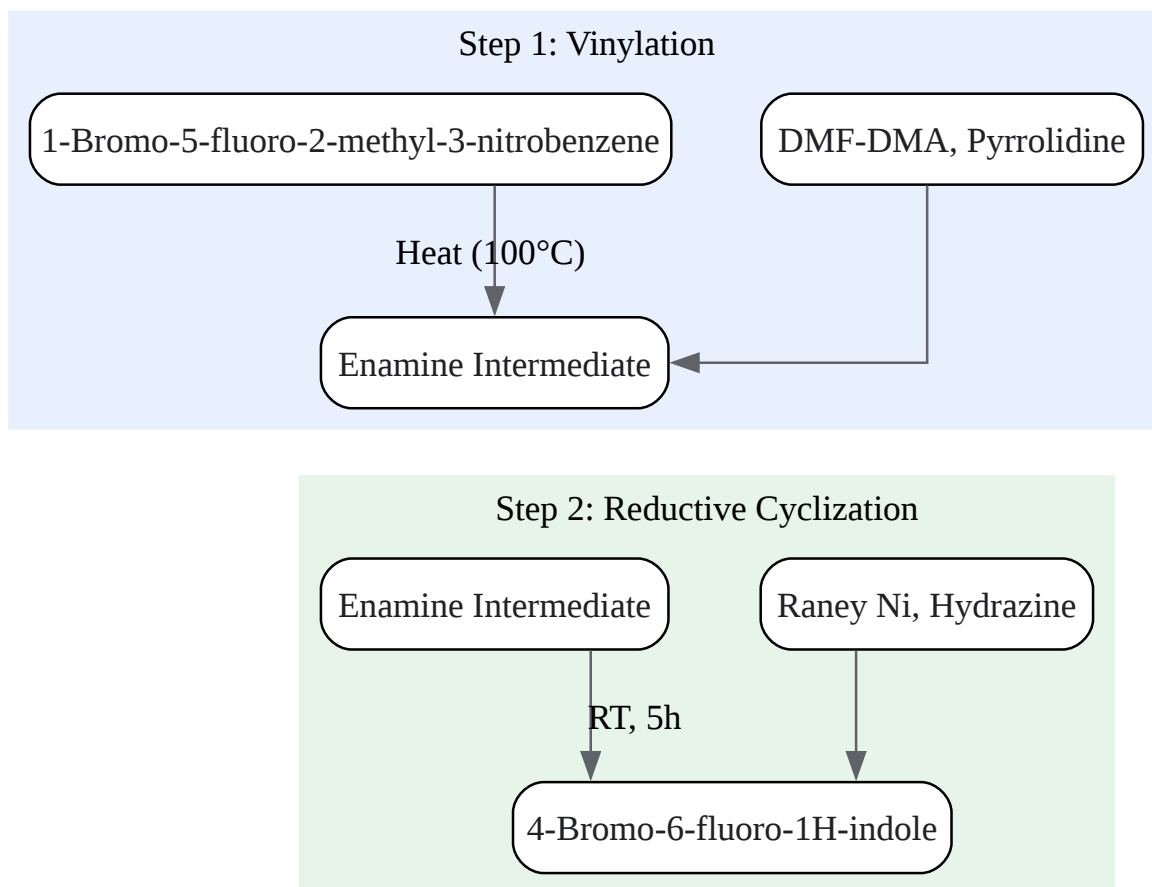 Step 1: Vinylation
1-Bromo-5-fluoro-2-methyl-3-nitrobenzene
DMF-DMA, Pyrrolidine
Heat (100°C)
Enamine Intermediate
Step 2: Reductive Cyclization
Enamine Intermediate
Raney Ni, Hydrazine
RT, 5h
4-Bromo-6-fluoro-1H-indole